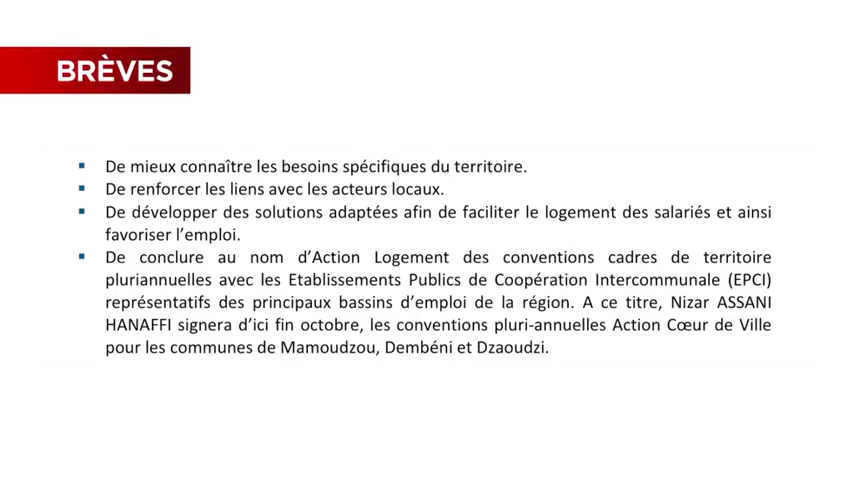 BRÈVES
▪ De mieux connaître les besoins spécifiques du territoire.
▪ De renforcer les liens avec les acteurs locaux.
▪ De développer des solutions adaptées afin de faciliter le logement des salariés et ainsi
favoriser l’emploi.
▪ De conclure au nom d’Action Logement des conventions cadres de territoire
pluriannuelles avec les Etablissements Publics de Coopération Intercommunale (EPCI)
représentatifs des principaux bassins d’emploi de la région. A ce titre, Nizar ASSANI
HANAFFI signera d’ici fin octobre, les conventions pluri-annuelles Action Cœur de Ville
pour les communes de Mamoudzou, Dembéni et Dzaoudzi.